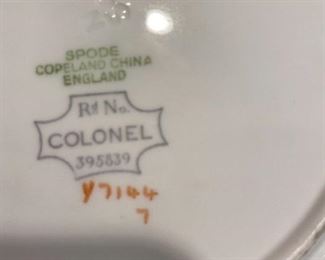 SPODE
COPELAND CHINA
ENGLAND
Rd No.
COLONEL
395839
Y7144
7